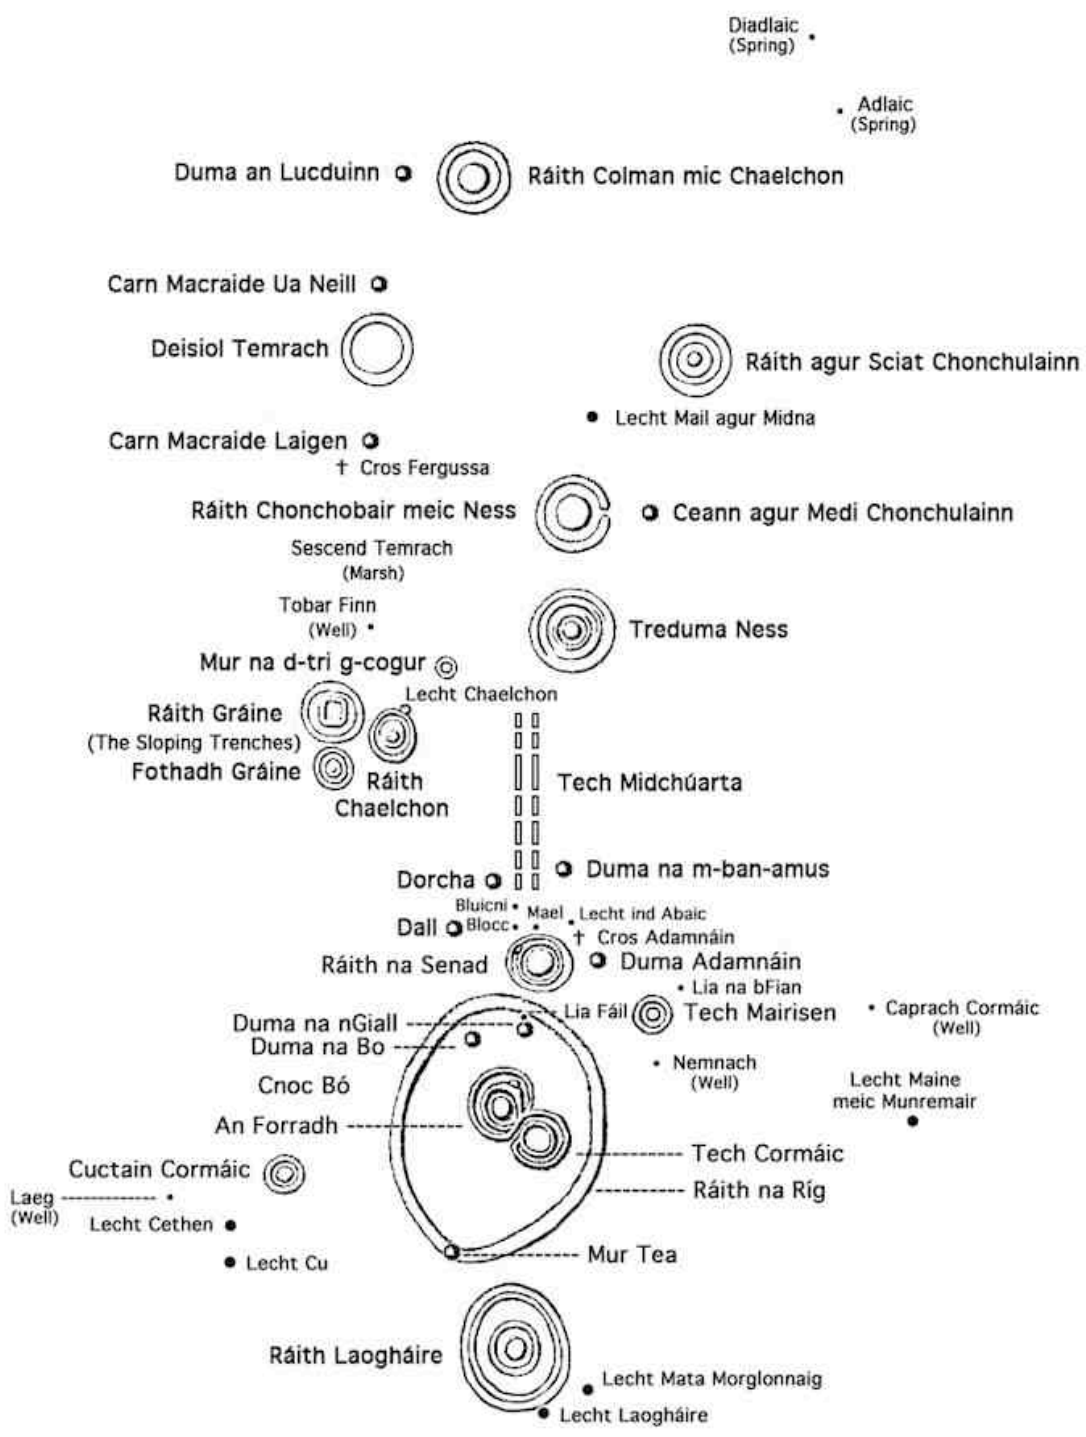 Diadlaic
(Spring)
Adlaic
(Spring)
Duma an Lucduinn
Ráith Colman mic Chaelchon
Carn Macraide Ua Neill
Deisiol Temrach
Ráith agur Sciat Chonchulainn
Lecht Mail agur Midna
Carn Macraide Laigen
Cros Fergussa
Ráith Chonchobair meic Ness
Ceann agur Medi Chonchulainn
Sescend Temrach
(Marsh)
Tobar Finn
(Well)
Treduma Ness
Mur na d-tri g-cogur
Lecht Chaelchon
Ráith Gráine
(The Sloping Trenches)
Fothadh Gráine
Ráith
Chaelchon
Tech Midchúarta
Duma na m-ban-amus
Dorcha
Bluicni
Mael
Lecht ind Abaic
Dall
Blocc
Cros Adamnáin
Ráith na Senad
Duma Adamnáin
Lia na bFian
Lia Fáil
Tech Mairisen
Caprach Cormáic
(Well)
Duma na nGiall
Duma na Bo
Nemnach
(Well)
Cnoc Bó
Lecht Maine
meic Munremair
An Forradh
Tech Cormáic
Cuctain Cormáic
Ráith na Ríg
Laeg
(Well)
Lecht Cethen
Lecht Cu
Mur Tea
Ráith Laogháire
Lecht Mata Morglonnaig
Lecht Laogháire